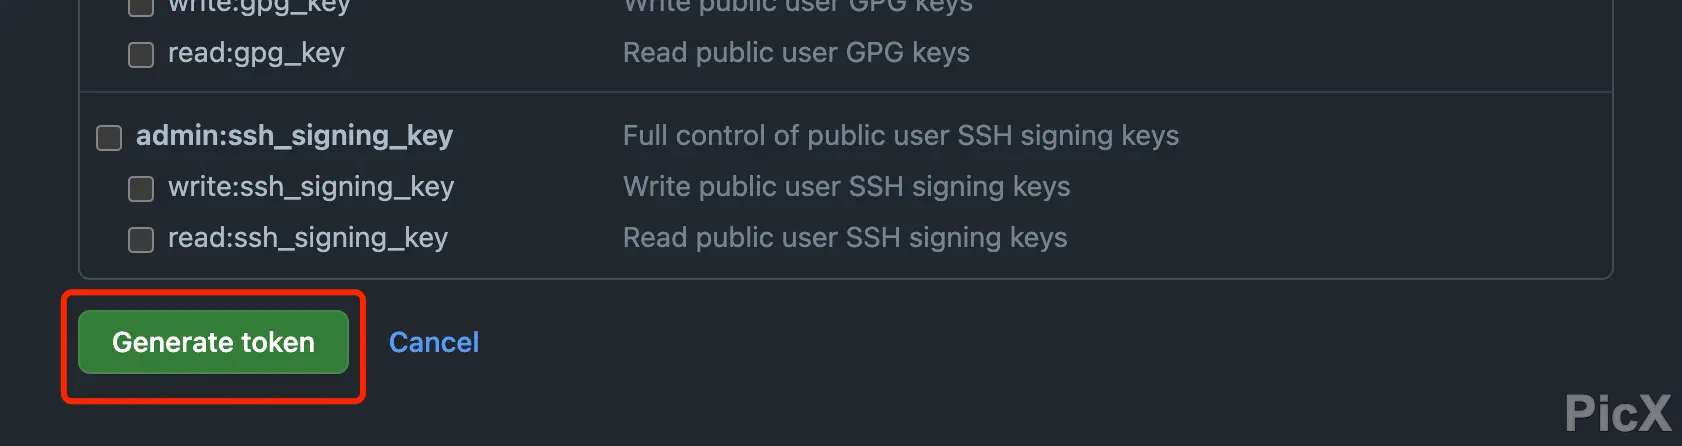 write:gpg_key Write public user GPG keys
read:gpg_key Read public user GPG keys
admin:ssh_signing_key Full control of public user SSH signing keys
write:ssh_signing_key Write public user SSH signing keys
read:ssh_signing_key Read public user SSH signing keys
Generate token Cancel
PicX